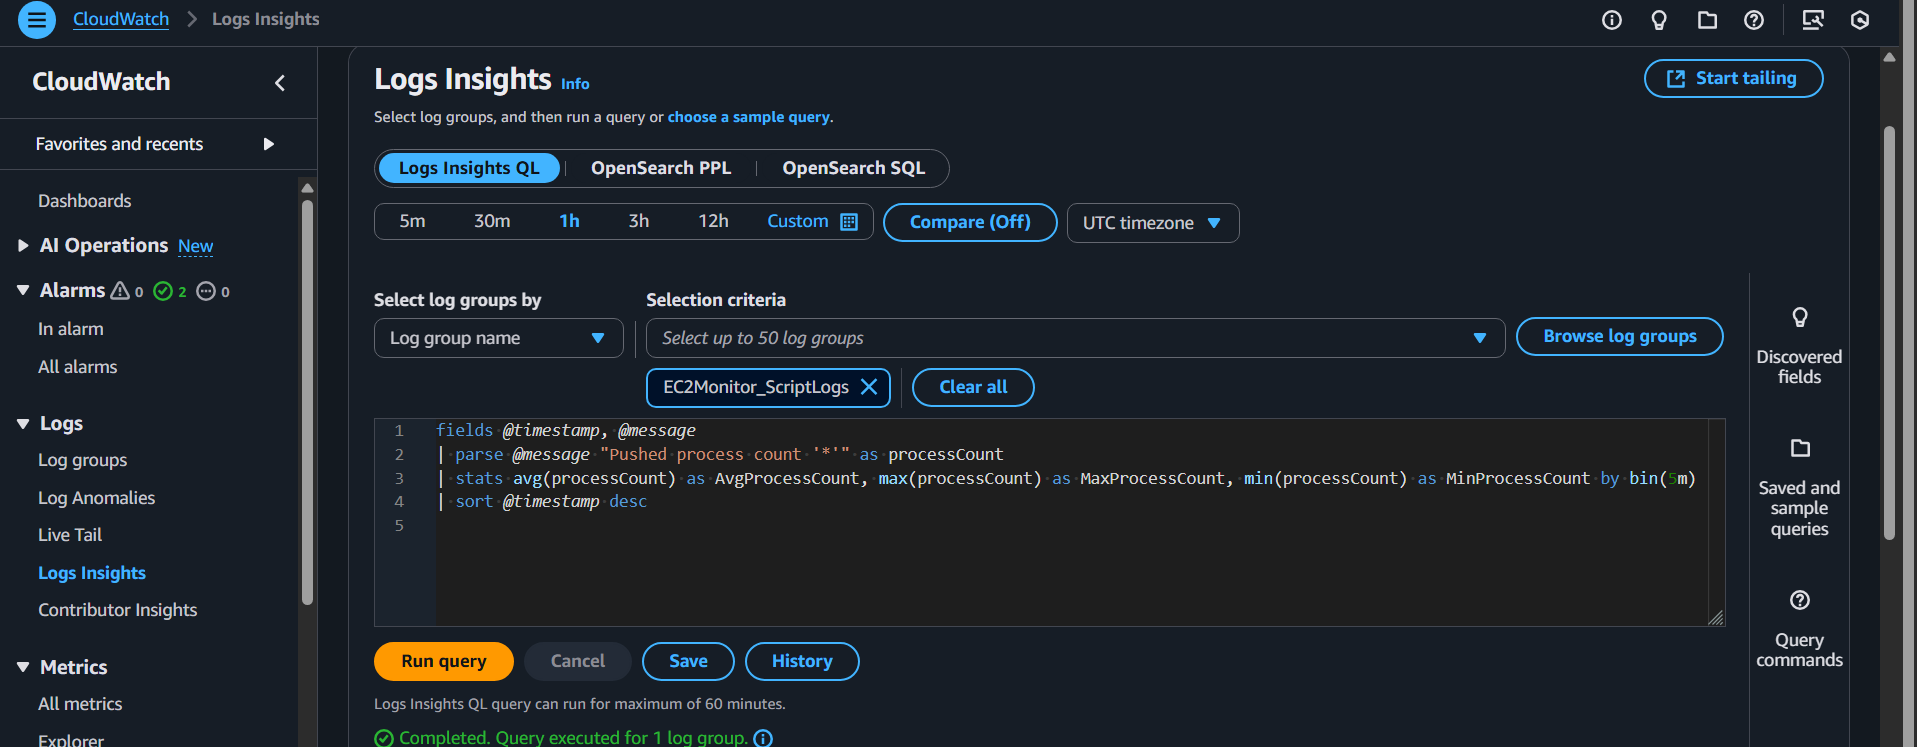 CloudWatch > Logs Insights
CloudWatch
Favorites and recents
Dashboards
AI Operations New
Alarms 0 2 0
In alarm
All alarms
Logs
Log groups
Log Anomalies
Live Tail
Logs Insights
Contributor Insights
Metrics
All metrics
Explorer
Logs Insights Info
Start tailing
Select log groups, and then run a query or choose a sample query.
Logs Insights QL | OpenSearch PPL | OpenSearch SQL
5m 30m 1h 3h 12h Custom Compare (Off) UTC timezone
Select log groups by
Selection criteria
Log group name
Select up to 50 log groups
Browse log groups
EC2Monitor_ScriptLogs
Clear all
1 fields @timestamp, @message
2 | parse @message "Pushed process count '*'" as processCount
3 | stats avg(processCount) as AvgProcessCount, max(processCount) as MaxProcessCount, min(processCount) as MinProcessCount by bin(5m)
4 | sort @timestamp desc
5
Run query Cancel Save History
Logs Insights QL query can run for maximum of 60 minutes.
Completed. Query executed for 1 log group.
Discovered
fields
Saved and
sample
queries
Query
commands